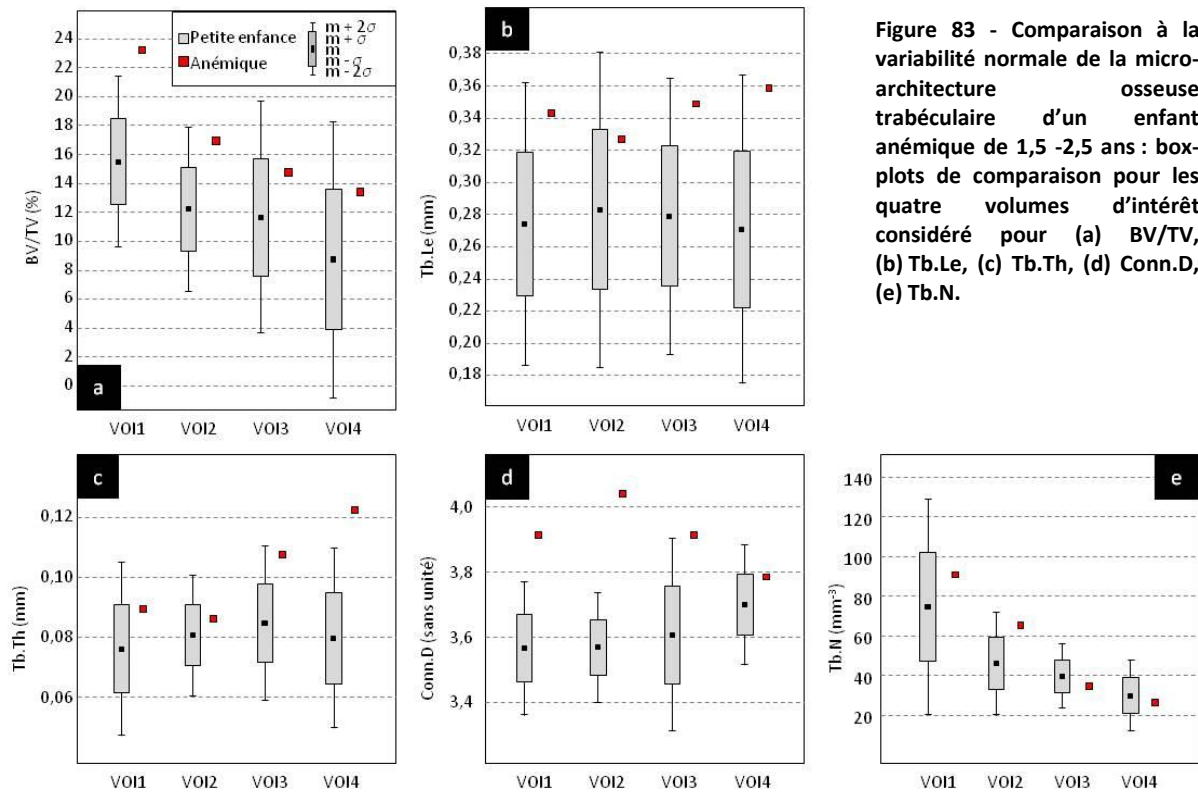 24
22
20
18
16
14
12
10
8
6
4
2
0
BV/TV (%)
Petite enfance
Anémique
m + 2σ
m + σ
m
m - σ
m - 2σ
a
VOI1 VOI2 VOI3 VOI4
b
0,38
0,36
0,34
0,32
0,30
0,28
0,26
0,24
0,22
0,20
0,18
Tb.Le (mm)
VOI1 VOI2 VOI3 VOI4
Figure 83 - Comparaison à la
variabilité normale de la micro-
architecture osseuse
trabéculaire d'un enfant
anémique de 1,5 -2,5 ans : box-
plots de comparaison pour les
quatre volumes d'intérêt
considéré pour (a) BV/TV,
(b) Tb.Le, (c) Tb.Th, (d) Conn.D,
(e) Tb.N.
c
0,12
0,10
0,08
0,06
Tb.Th (mm)
VOI1 VOI2 VOI3 VOI4
d
4,0
3,8
3,6
3,4
Conn.D (sans unité)
VOI1 VOI2 VOI3 VOI4
e
140
120
100
80
60
40
20
Tb.N (mm-³)
VOI1 VOI2 VOI3 VOI4